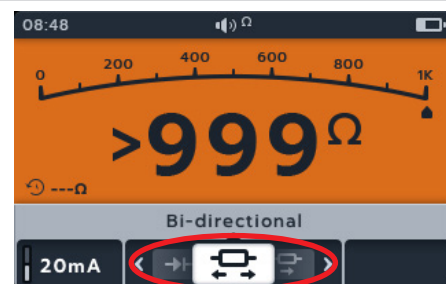 08:48 Ω
0 200 400 600 800 1K
>999Ω
---Ω
Bi-directional
20mA